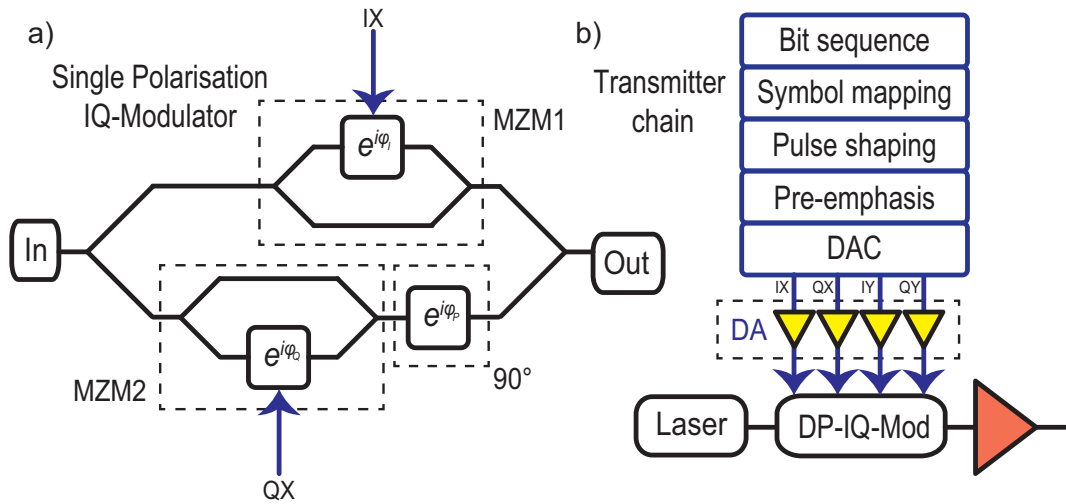 a)
Single Polarisation
IQ-Modulator
IX
MZM1
e^{iφ_I}
In
Out
e^{iφ_P}
90°
e^{iφ_Q}
MZM2
QX
b)
Transmitter
chain
Bit sequence
Symbol mapping
Pulse shaping
Pre-emphasis
DAC
IX QX IY QY
DA
Laser
DP-IQ-Mod